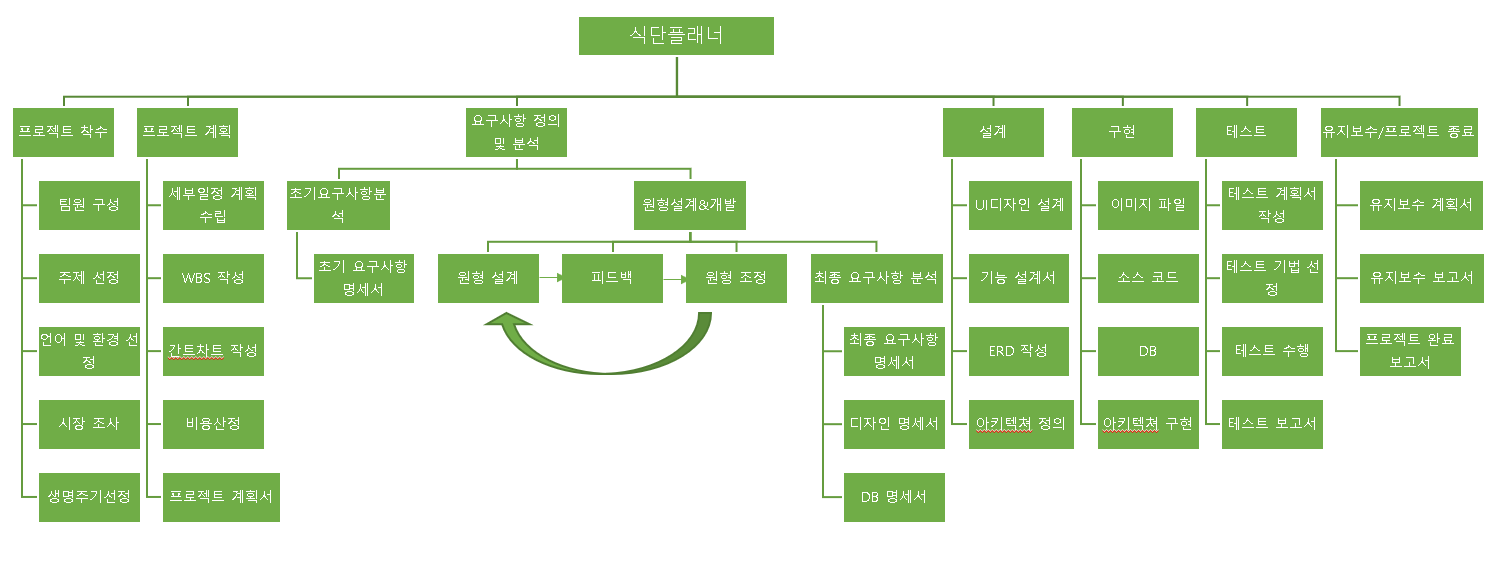 식단플래너
프로젝트 착수
프로젝트 계획
요구사항 정의
및 분석
설계
구현
테스트
유지보수/프로젝트 종료
팀원 구성
주제 선정
언어 및 환경 선
정
시장 조사
생명주기선정
세부일정 계획
수립
WBS 작성
간트차트 작성
비용산정
프로젝트 계획서
초기요구사항분
석
초기 요구사항
명세서
원형설계&개발
원형 설계
피드백
원형 조정
최종 요구사항 분석
최종 요구사항
명세서
디자인 명세서
DB 명세서
UI디자인 설계
기능 설계서
ERD 작성
아키텍쳐 정의
이미지 파일
소스 코드
DB
아키텍쳐 구현
테스트 계획서
작성
테스트 기법 선
정
테스트 수행
테스트 보고서
유지보수 계획서
유지보수 보고서
프로젝트 완료
보고서